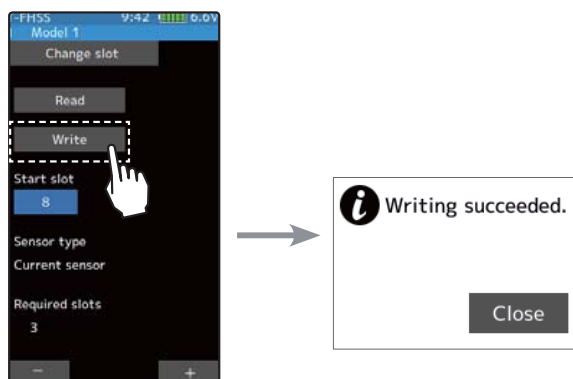 -FHSS 9:42 6.6V
Model 1
Change slot
Read
Write
Start slot
8
Sensor type
Current sensor
Required slots
3
− +
Writing succeeded.
Close